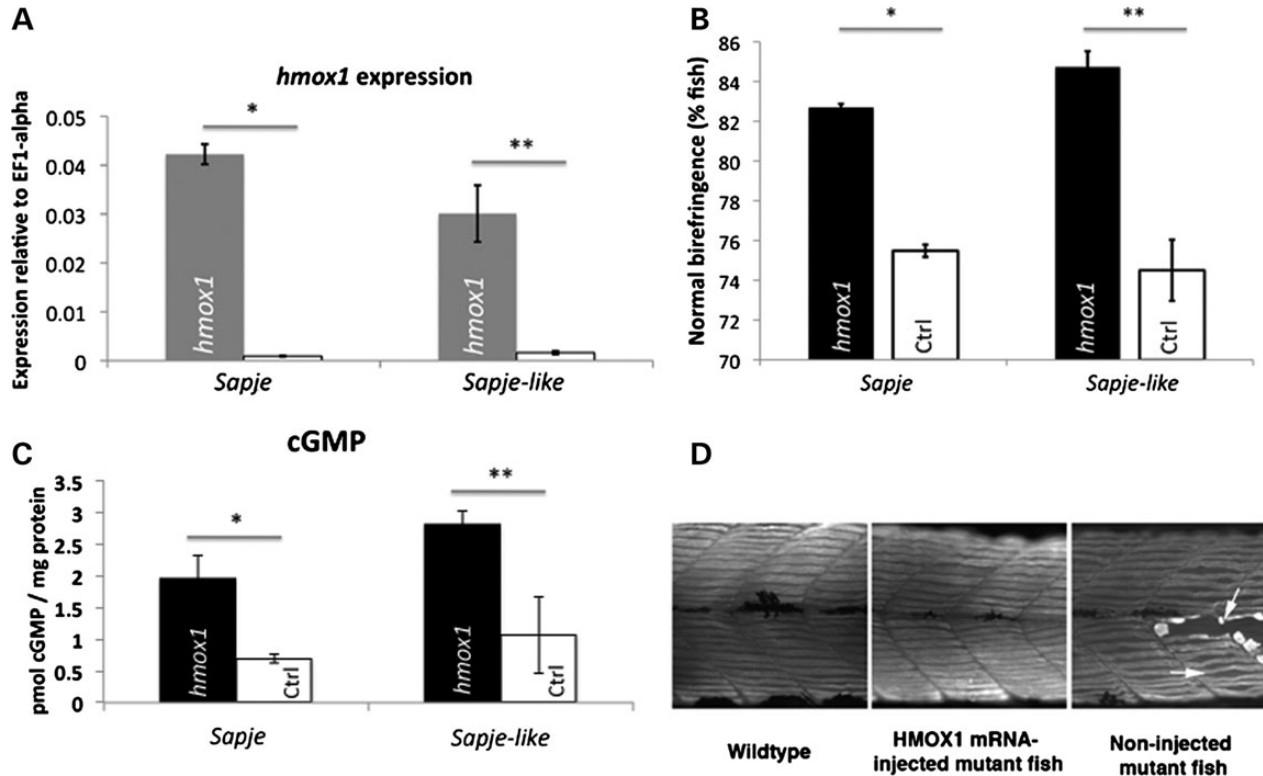 A
hmox1 expression
Expression relative to EF1-alpha
0.05
0.04
0.03
0.02
0.01
0
*
**
hmox1
hmox1
Sapje
Sapje-like
B
Normal birefringence (% fish)
86
84
82
80
78
76
74
72
70
*
**
hmox1
Ctrl
hmox1
Ctrl
Sapje
Sapje-like
C
cGMP
pmol cGMP / mg protein
3.5
3
2.5
2
1.5
1
0.5
0
*
**
hmox1
Ctrl
hmox1
Ctrl
Sapje
Sapje-like
D
Wildtype
HMOX1 mRNA-
injected mutant fish
Non-injected
mutant fish